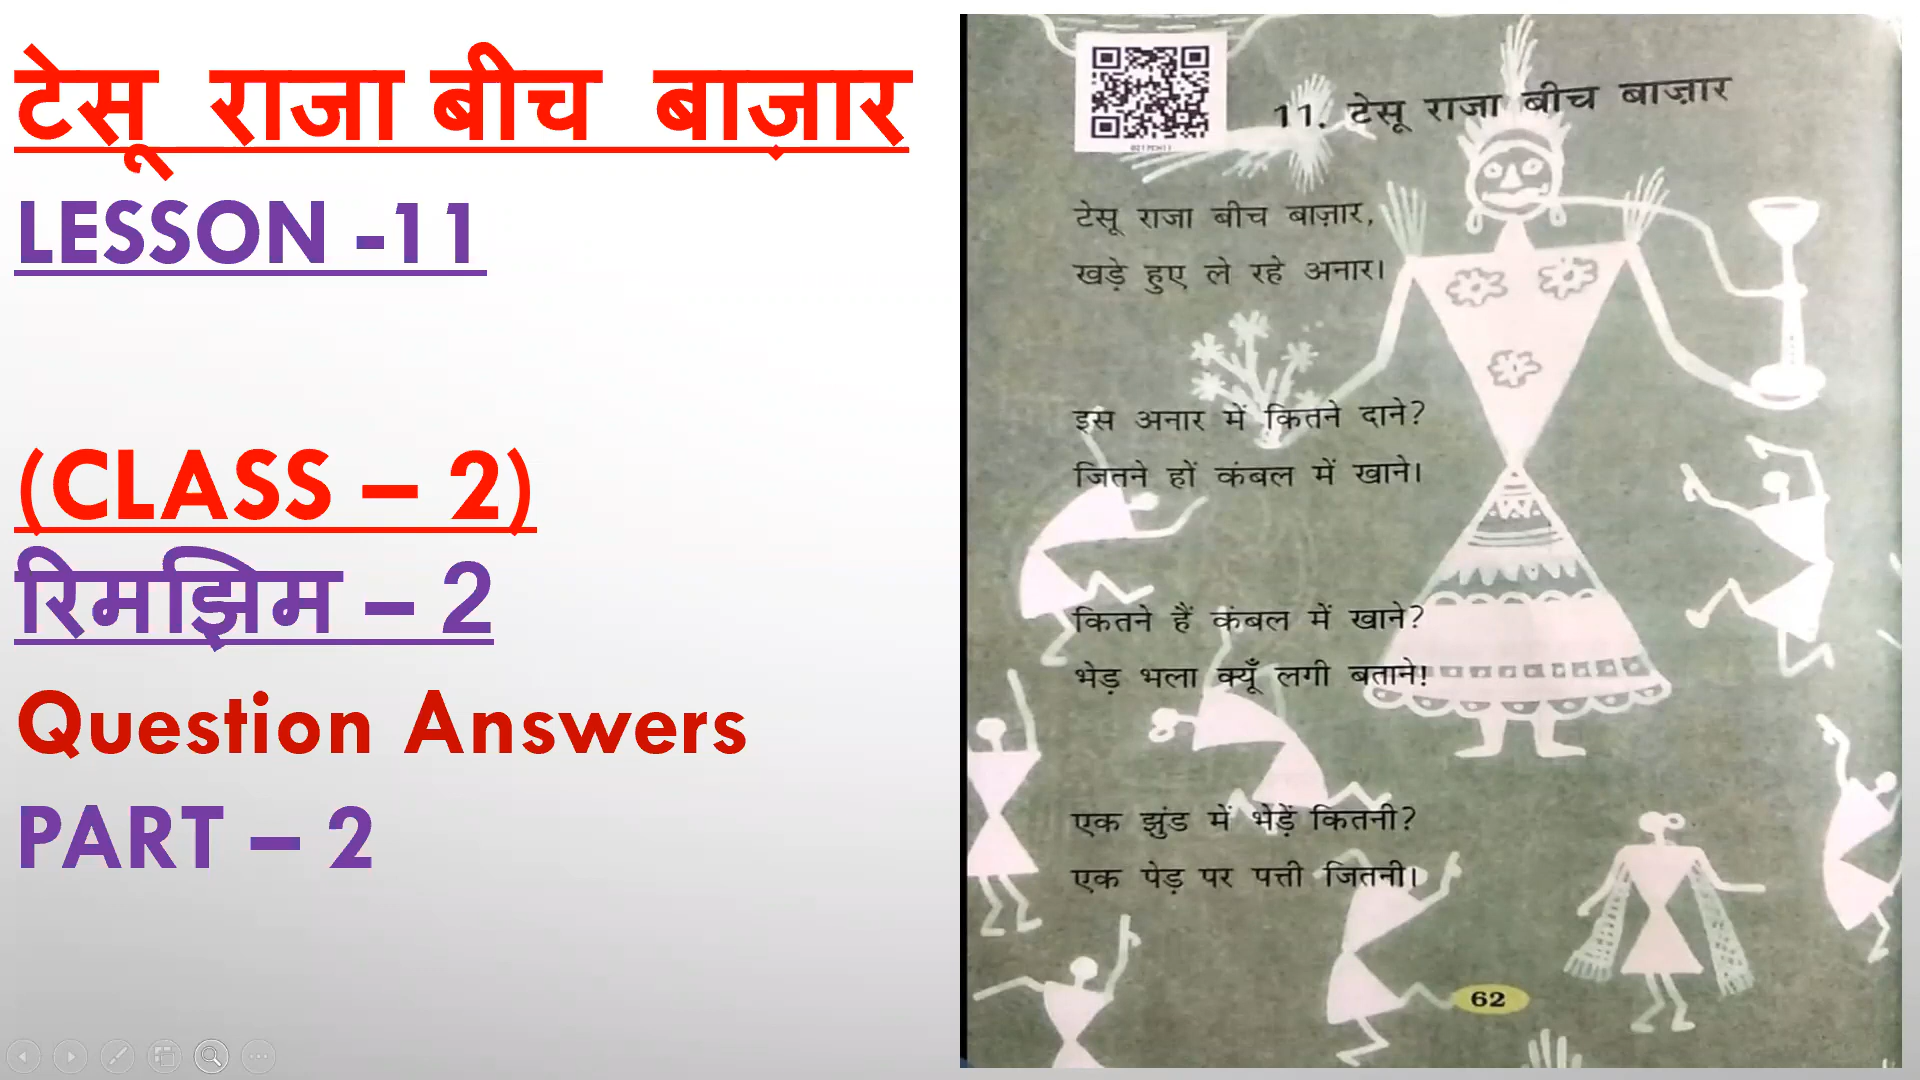 टेसू राजा बीच बाज़ार
LESSON -11
(CLASS – 2)
रिमझिम – 2
Question Answers
PART – 2
11. टेसू राजा बीच बाज़ार
टेसू राजा बीच बाज़ार,
खड़े हुए ले रहे अनार।
इस अनार में कितने दाने?
जितने हों कंबल में खाने।
कितने हैं कंबल में खाने?
भेड़ भला क्यूँ लगी बताने!
एक झुंड में भेड़ें कितनी?
एक पेड़ पर पत्ती जितनी।
62